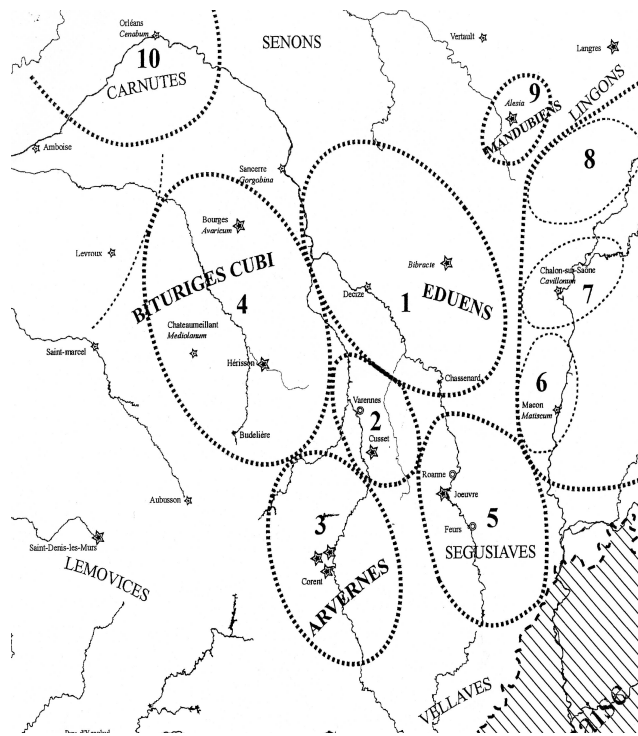 Orléans
Cenabum
SENONS
Vertault
Langres
10
CARNUTES
9
Alesia
MANDUBIENS
LINGONS
Amboise
8
Sancerre
Gorgobina
Bourges
Avaricum
Levroux
BITURIGES CUBI
Bibracte
Chalon-sur-Saône
Cavillonum
7
Decize
1
EDUENS
4
Chateaumeillant
Mediolanum
Saint-marcel
Hérisson
Chassenard
6
Varennes
Macon
Matiscum
2
Budelière
Cusset
Roanne
Joeuvre
Aubusson
3
5
Feurs
Saint-Denis-les-Murs
SEGUSIAVES
LEMOVICES
Corent
ARVERNES
VELLAVES
aise